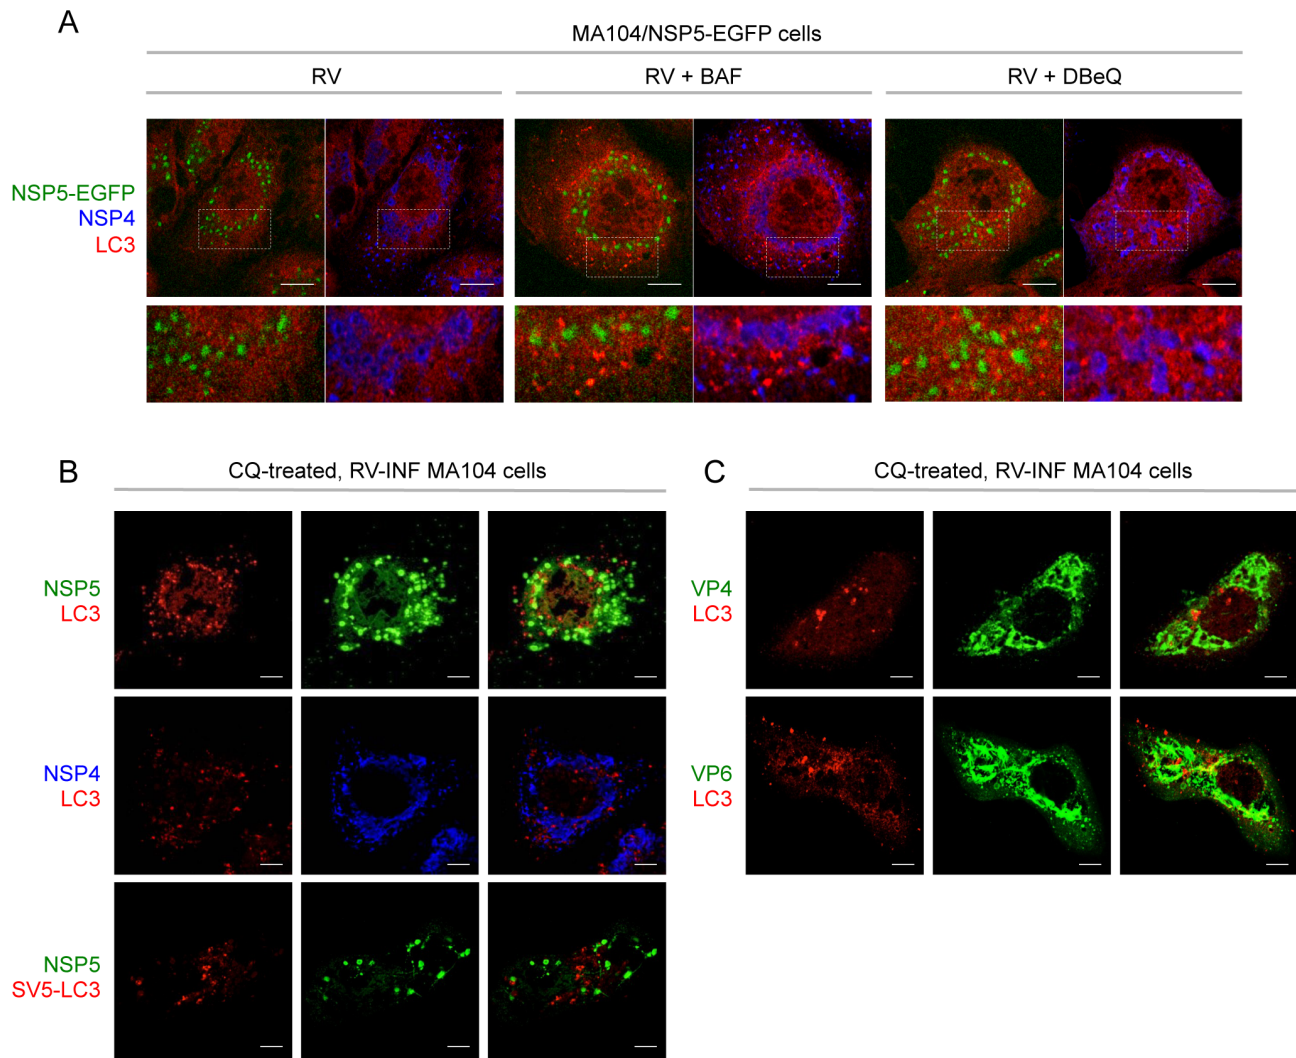 A
MA104/NSP5-EGFP cells
RV
RV + BAF
RV + DBeQ
NSP5-EGFP
NSP4
LC3
B
CQ-treated, RV-INF MA104 cells
NSP5
LC3
NSP4
LC3
NSP5
SV5-LC3
C
CQ-treated, RV-INF MA104 cells
VP4
LC3
VP6
LC3